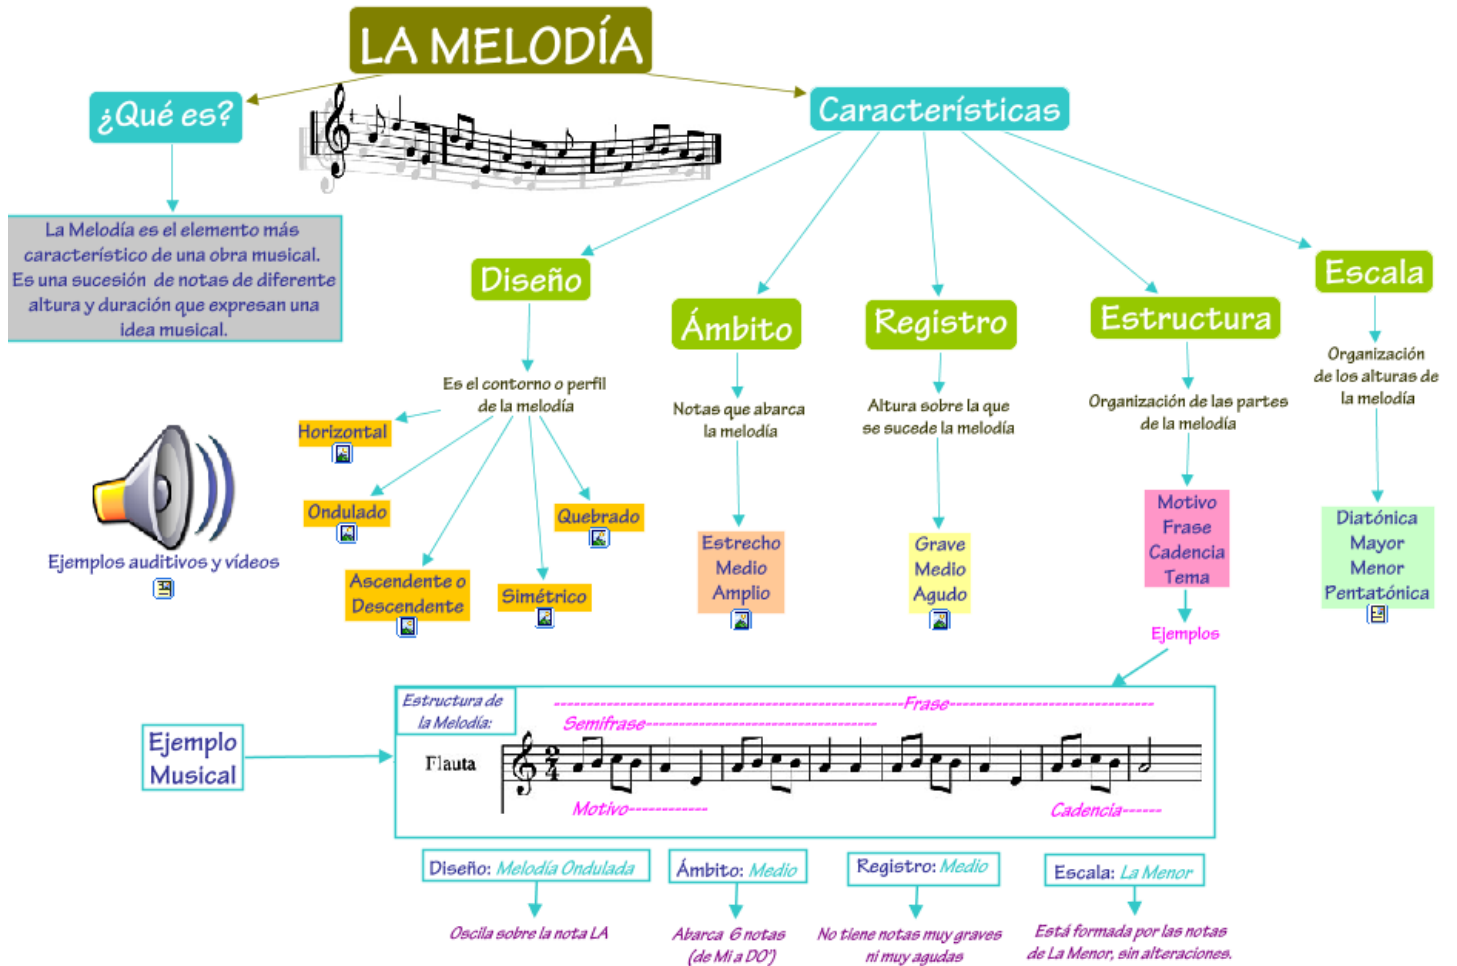 LA MELODÍA
¿Qué es?
Características
La Melodía es el elemento más
característico de una obra musical.
Es una sucesión de notas de diferente
altura y duración que expresan una
idea musical.
Diseño
Ámbito
Registro
Estructura
Escala
Es el contorno o perfil
de la melodía
Notas que abarca
la melodía
Altura sobre la que
se sucede la melodía
Organización de las partes
de la melodía
Organización
de los alturas de
la melodía
Horizontal
Ondulado
Ascendente o
Descendente
Simétrico
Quebrado
Estrecho
Medio
Amplio
Grave
Medio
Agudo
Motivo
Frase
Cadencia
Tema
Diatónica
Mayor
Menor
Pentatónica
Ejemplos auditivos y vídeos
Ejemplos
Ejemplo
Musical
Estructura de
la Melodía:
Frase
Semifrase
Flauta
2
4
Motivo
Cadencia
Diseño: Melodía Ondulada
Ámbito: Medio
Registro: Medio
Escala: La Menor
Oscila sobre la nota LA
Abarca 6 notas
(de Mi a DO')
No tiene notas muy graves
ni muy agudas
Está formada por las notas
de La Menor, sin alteraciones.